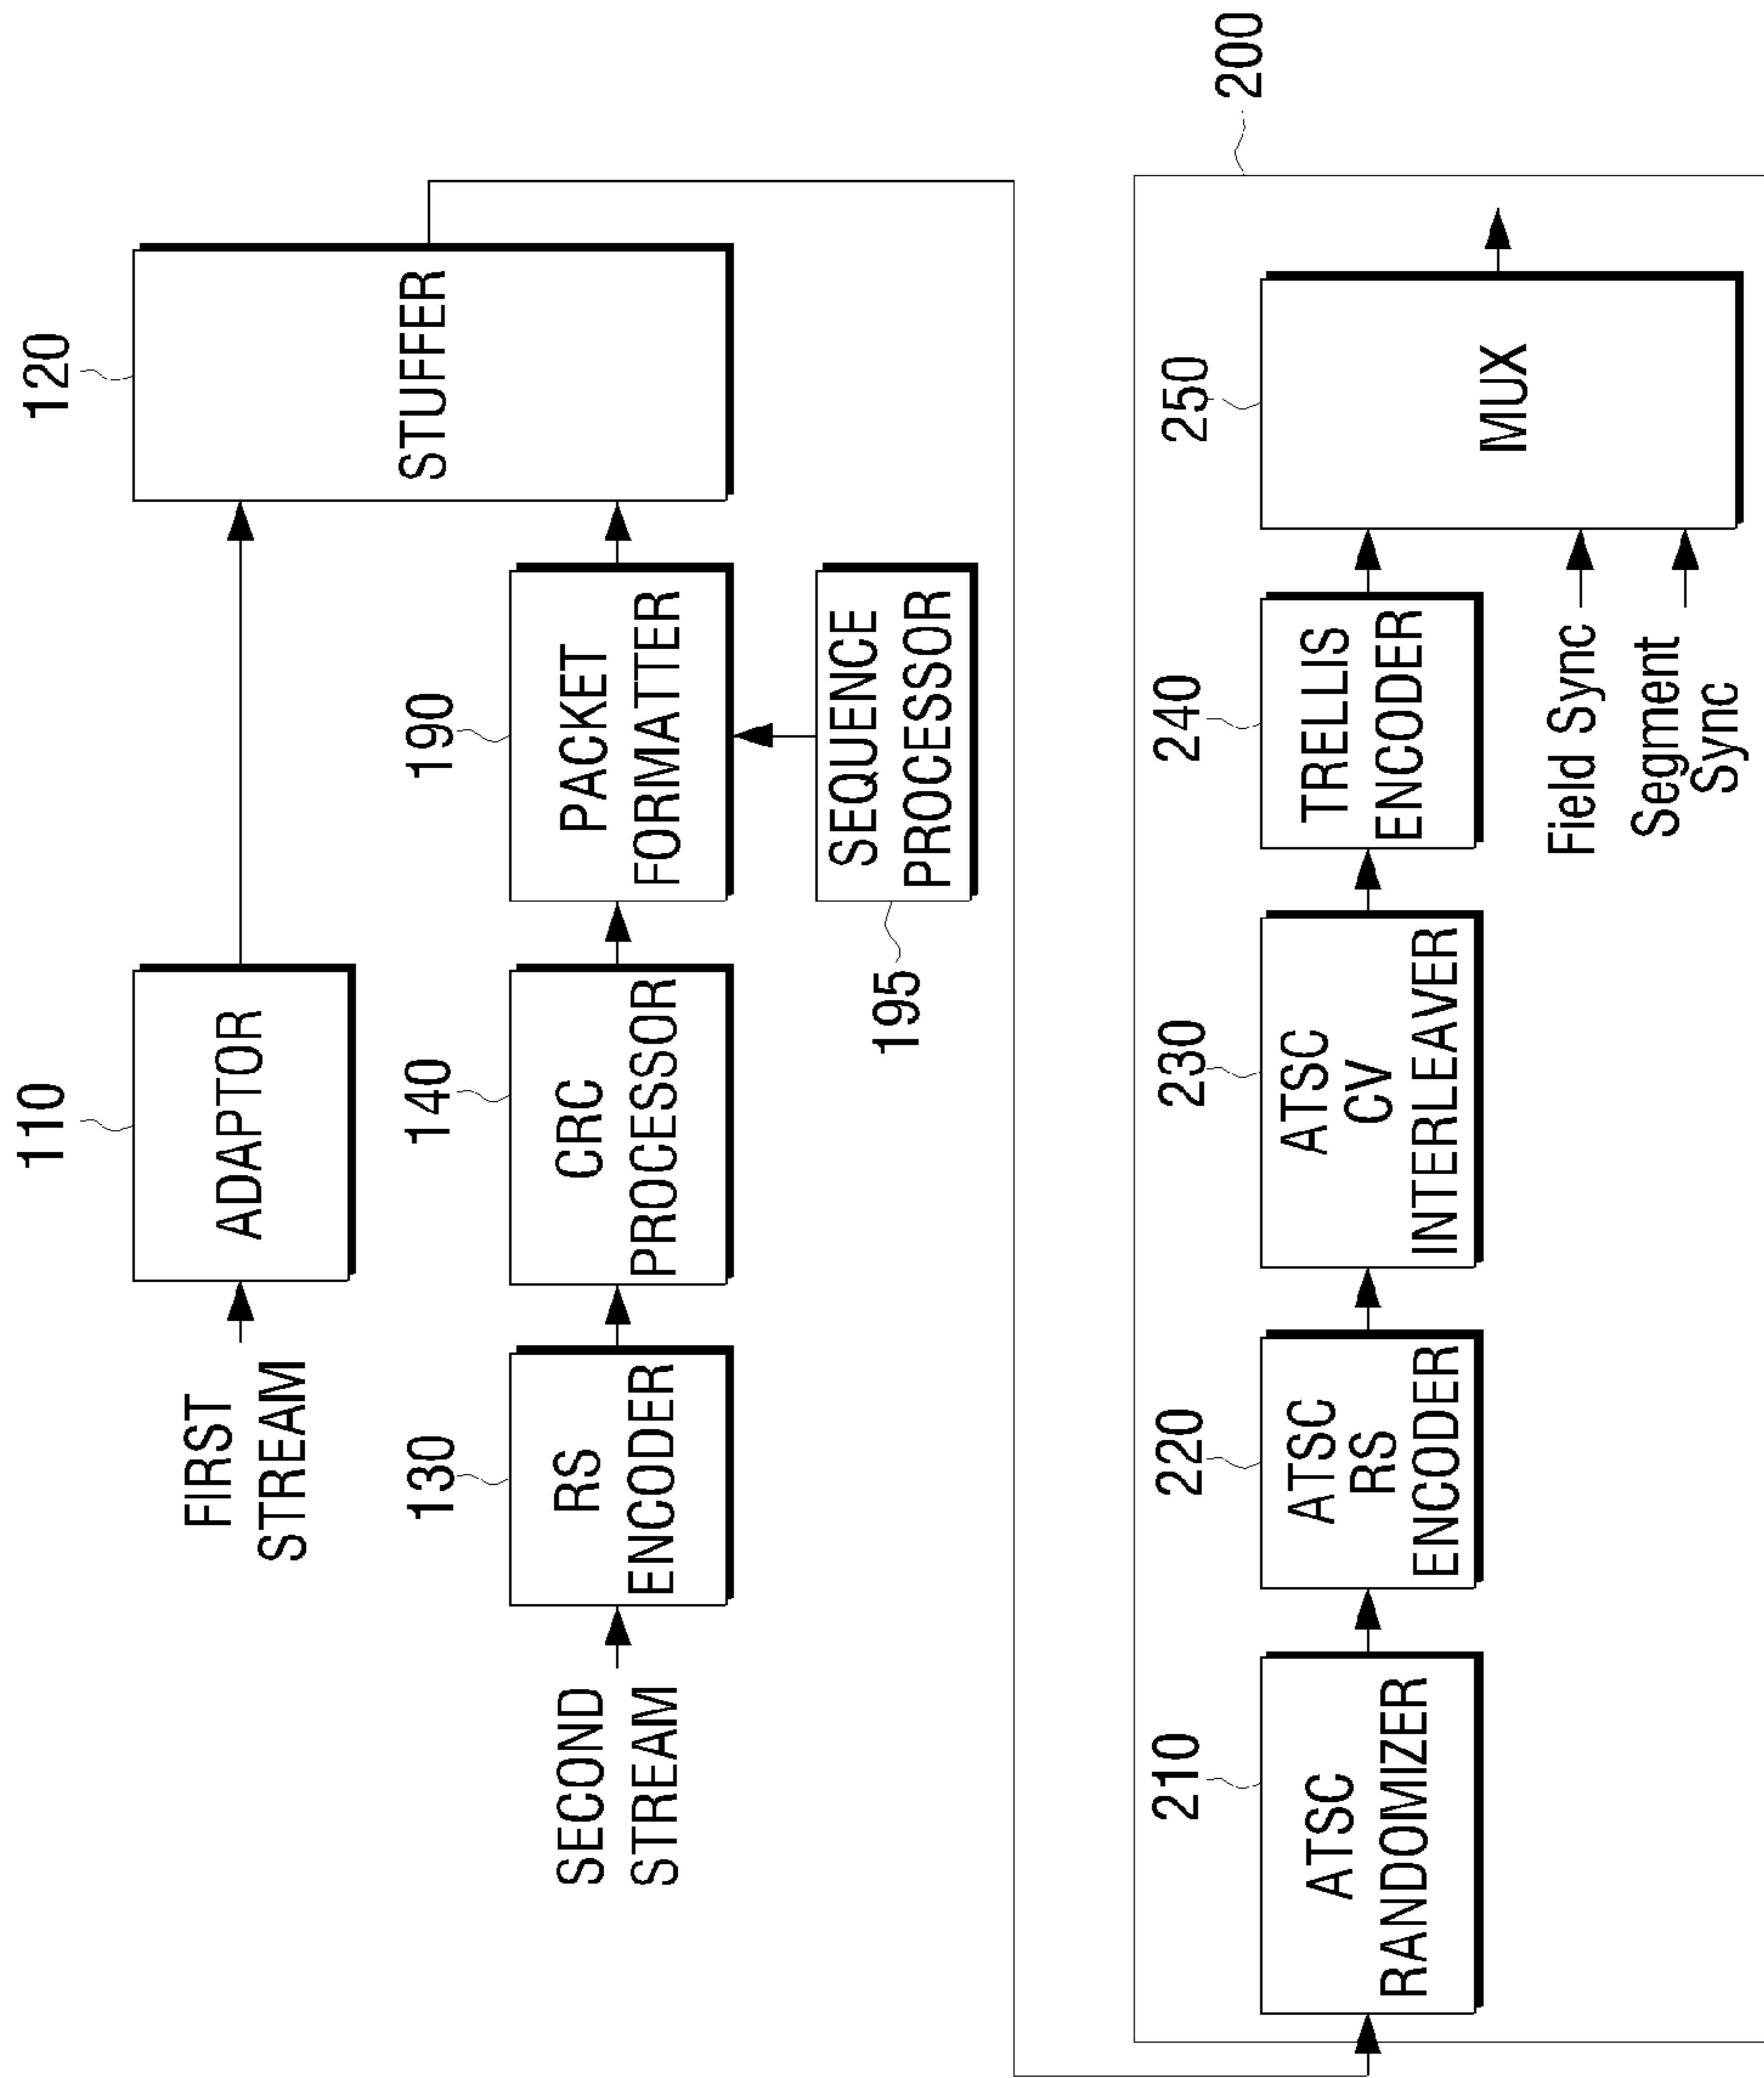 110
120
FIRST
STREAM
ADAPTOR
STUFFER
130
140
190
SECOND
STREAM
RS
ENCODER
CRC
PROCESSOR
PACKET
FORMATTER
195
SEQUENCE
PROCESSOR
200
210
220
230
240
250
ATSC
RANDOMIZER
ATSC
RS
ENCODER
ATSC
CV
INTERLEAVER
TRELLIS
ENCODER
MUX
Field Sync
Segment
Sync